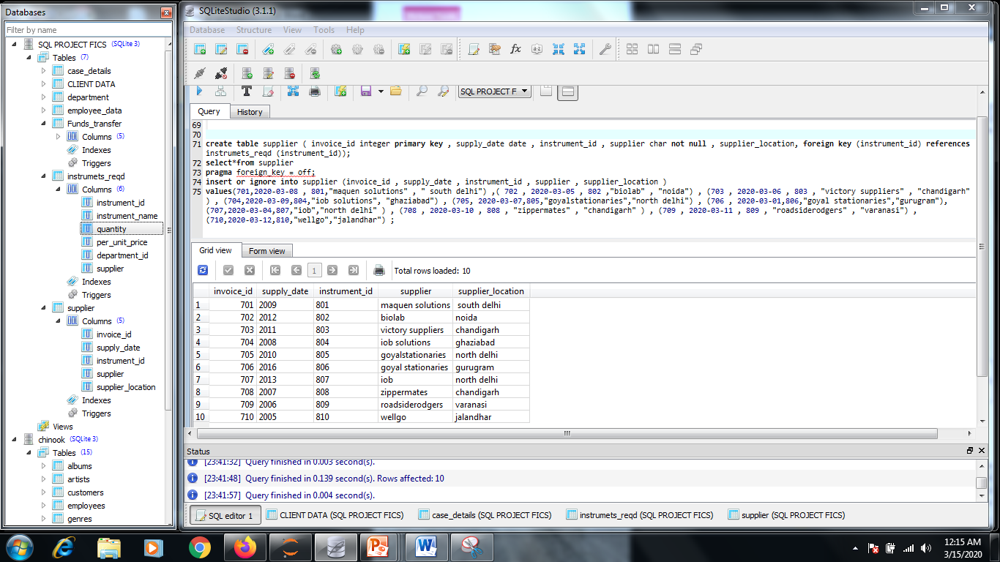 Databases
Filter by name
SQL PROJECT FICS (SQLite 3)
Tables (7)
case_details
CLIENT DATA
department
employee_data
Funds_transfer
Columns (5)
Indexes
Triggers
instrumets_reqd
Columns (6)
instrument_id
instrument_name
quantity
per_unit_price
department_id
supplier
Indexes
Triggers
supplier
Columns (5)
invoice_id
supply_date
instrument_id
supplier
supplier_location
Indexes
Triggers
Views
chinook (SQLite 3)
Tables (15)
albums
artists
customers
employees
genres
SQLiteStudio (3.1.1)
Database Structure View Tools Help
SQL PROJECT F
Query History
69
70
71 create table supplier ( invoice_id integer primary key , supply_date date , instrument_id , supplier char not null , supplier_location, foreign key (instrument_id) references
instrumets_reqd (instrument_id));
72 select*from supplier
73 pragma foreign_key = off;
74 insert or ignore into supplier (invoice_id , supply_date , instrument_id , supplier , supplier_location )
75 values(701,2020-03-08 , 801,"maquen solutions" , " south delhi") ,( 702 , 2020-03-05 , 802 ,"biolab" , "noida") , (703 , 2020-03-06 , 803 , "victory suppliers" , "chandigarh"
) , (704,2020-03-09,804,"iob solutions", "ghaziabad") , (705, 2020-03-07,805,"goyalstationaries","north delhi") , (706 , 2020-03-01,806,"goyal stationaries","gurugram"),
(707,2020-03-04,807,"iob","north delhi" ) , (708 , 2020-03-10 , 808 , "zippermates" , "chandigarh" ) , (709 , 2020-03-11 , 809 , "roadsiderodgers" , "varanasi") ,
(710,2020-03-12,810,"wellgo","jalandhar") ;
Grid view Form view
1 Total rows loaded: 10
invoice_id supply_date instrument_id supplier supplier_location
1 701 2009 801 maquen solutions south delhi
2 702 2012 802 biolab noida
3 703 2011 803 victory suppliers chandigarh
4 704 2008 804 iob solutions ghaziabad
5 705 2010 805 goyalstationaries north delhi
6 706 2016 806 goyal stationaries gurugram
7 707 2013 807 iob north delhi
8 708 2007 808 zippermates chandigarh
9 709 2006 809 roadsiderodgers varanasi
10 710 2005 810 wellgo jalandhar
Status
[23:41:32] Query finished in 0.003 second(s).
[23:41:48] Query finished in 0.139 second(s). Rows affected: 10
[23:41:57] Query finished in 0.004 second(s).
SQL editor 1 CLIENT DATA (SQL PROJECT FICS) case_details (SQL PROJECT FICS) instrumets_reqd (SQL PROJECT FICS) supplier (SQL PROJECT FICS)
12:15 AM
3/15/2020